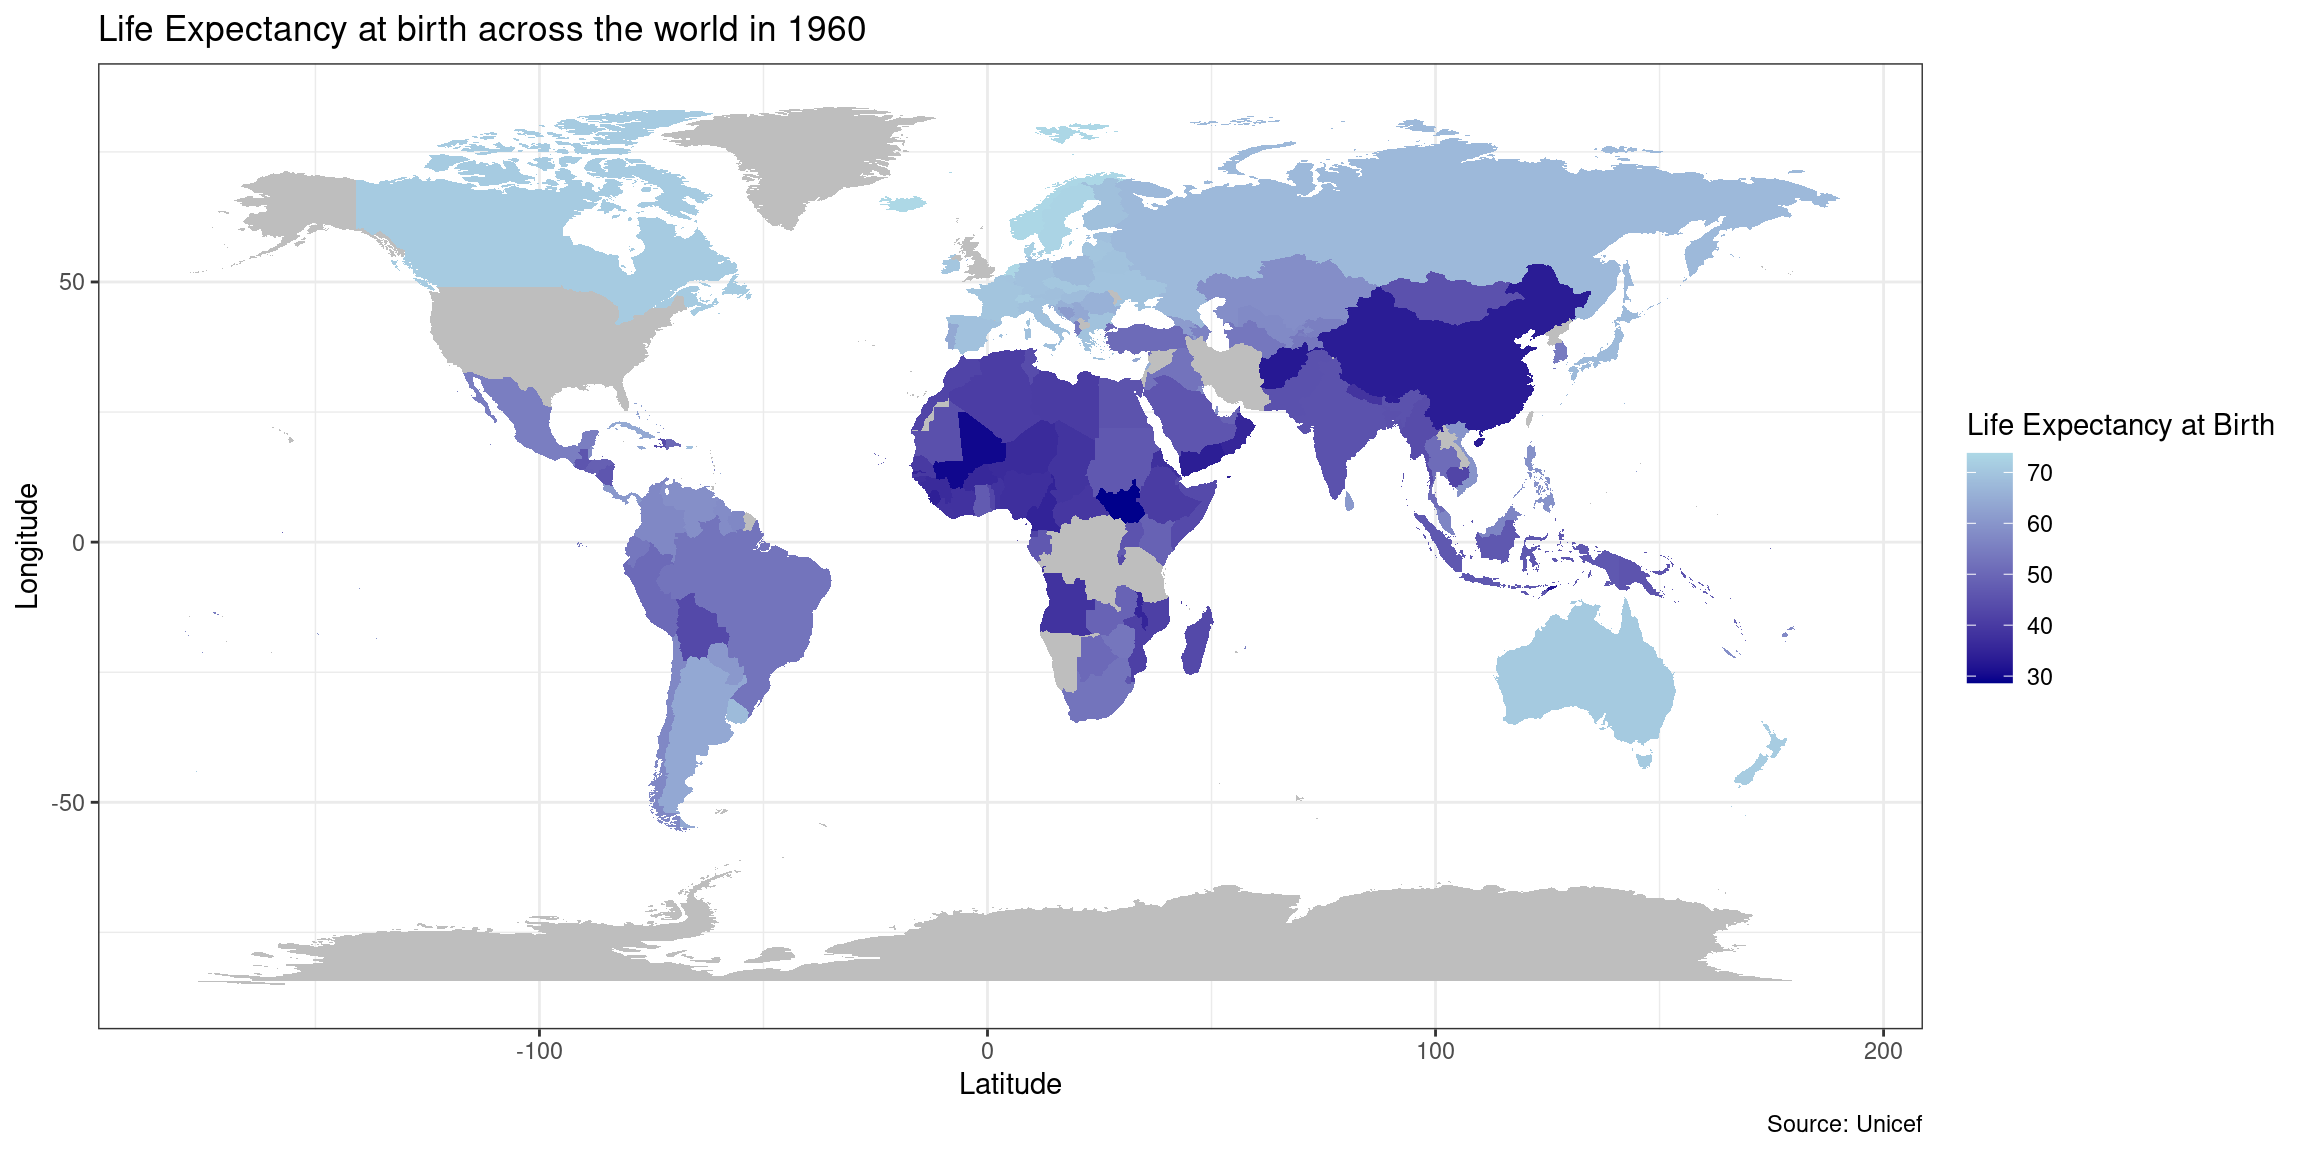 Life Expectancy at birth across the world in 1960
Longitude
50
0
-50
-100
0
100
200
Latitude
Life Expectancy at Birth
70
60
50
40
30
Source: Unicef